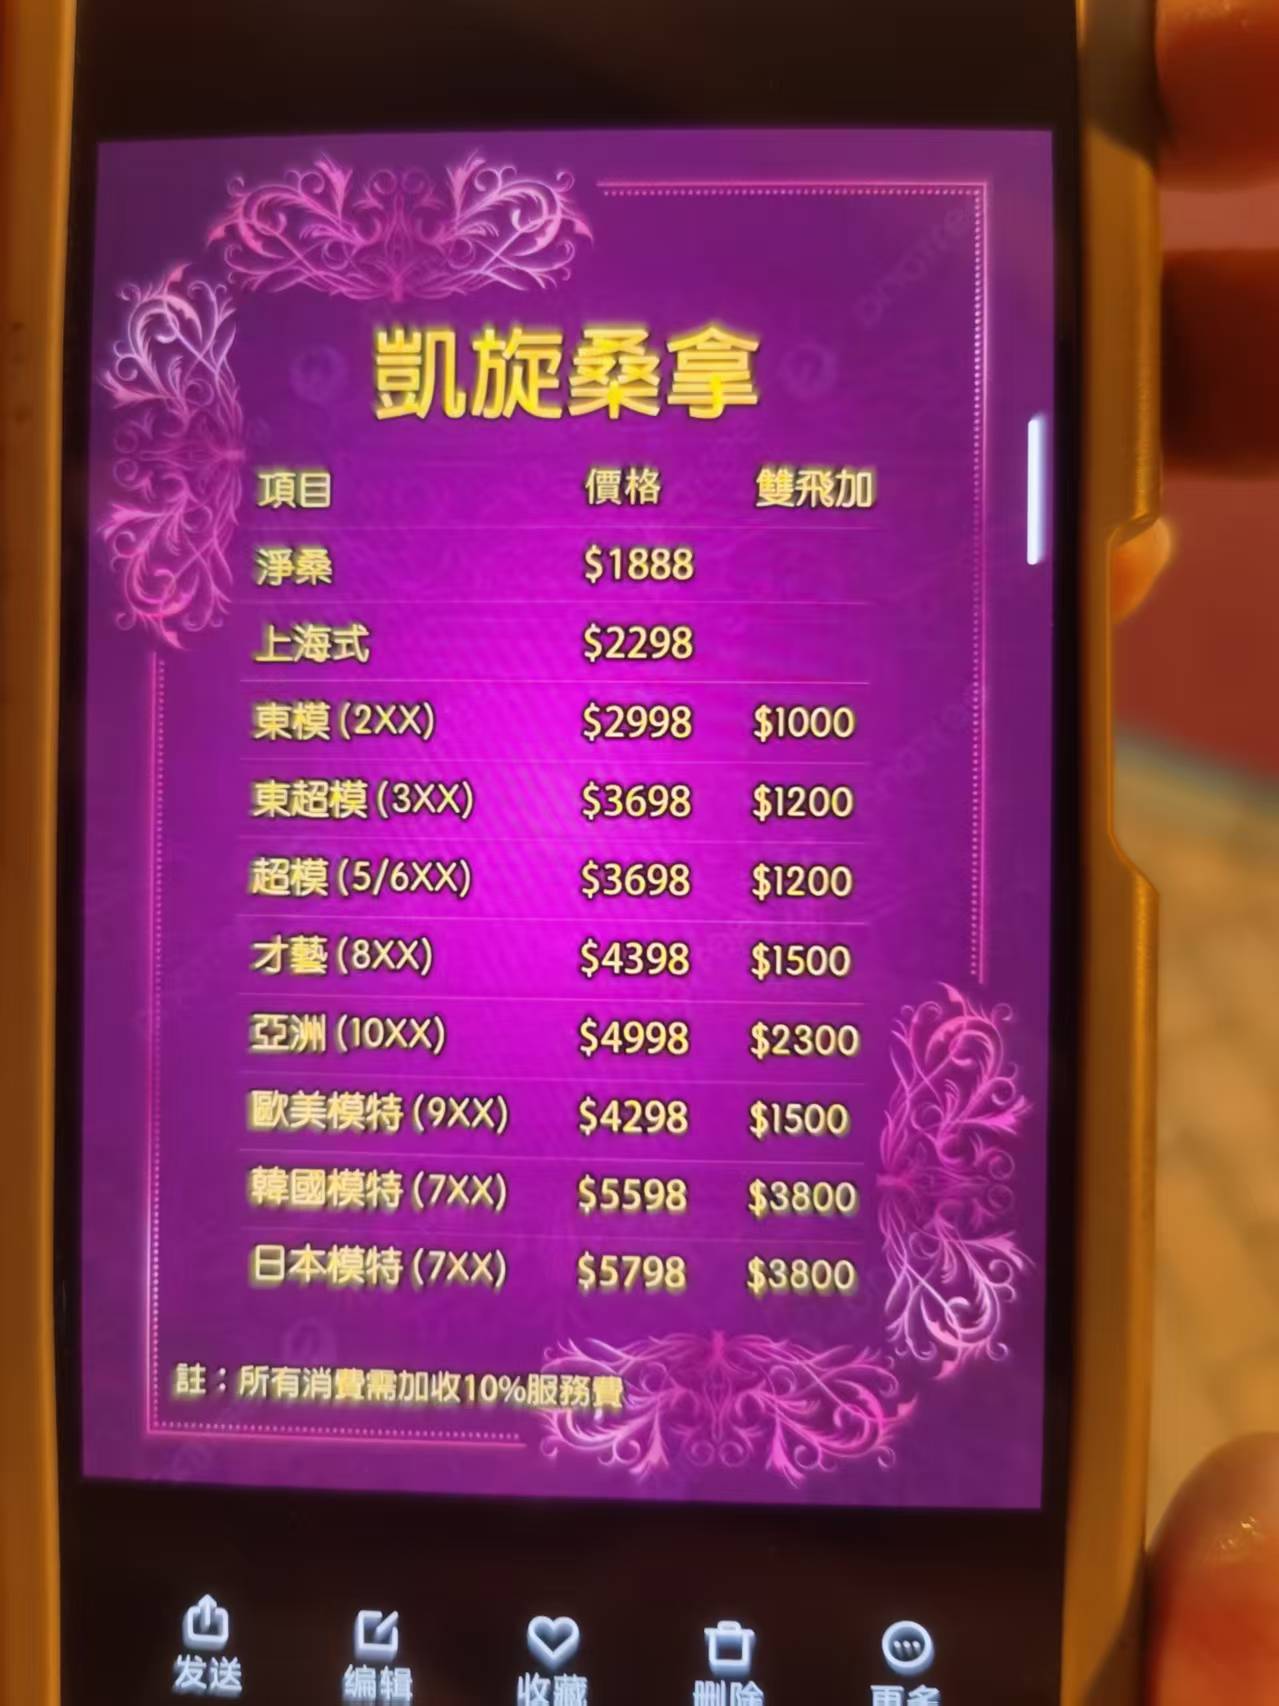 凱旋桑拿
項目 價格 雙飛加
淨桑 $1888
上海式 $2298
東模 (2XX) $2998 $1000
東超模 (3XX) $3698 $1200
超模 (5/6XX) $3698 $1200
才藝 (8XX) $4398 $1500
亞洲 (10XX) $4998 $2300
歐美模特 (9XX) $4298 $1500
韓國模特 (7XX) $5598 $3800
日本模特 (7XX) $5798 $3800
註：所有消費需加收10%服務費
发送 编辑 收藏 删除 更多